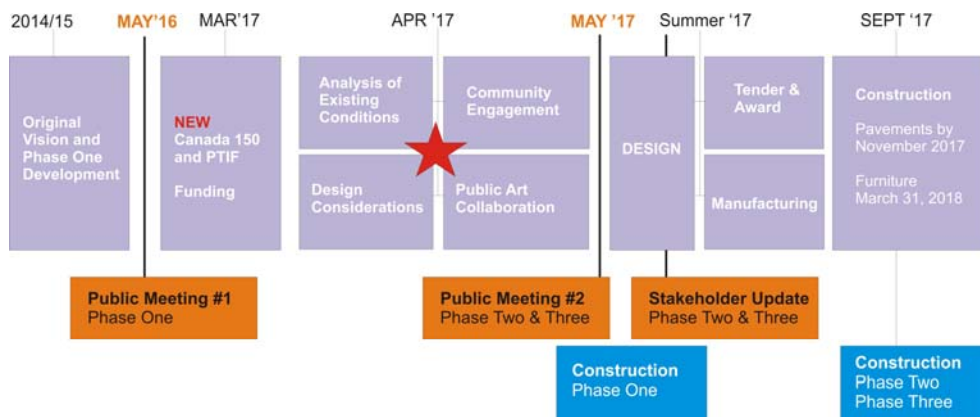 2014/15
MAY’16
MAR’17
APR ’17
MAY ’17
Summer ‘17
SEPT ‘17
Original
Vision and
Phase One
Development
NEW
Canada 150
and PTIF
Funding
Analysis of
Existing
Conditions
Community
Engagement
Design
Considerations
Public Art
Collaboration
DESIGN
Tender &
Award
Manufacturing
Construction
Pavements by
November 2017
Furniture
March 31, 2018
Public Meeting #1
Phase One
Public Meeting #2
Phase Two & Three
Stakeholder Update
Phase Two & Three
Construction
Phase One
Construction
Phase Two
Phase Three